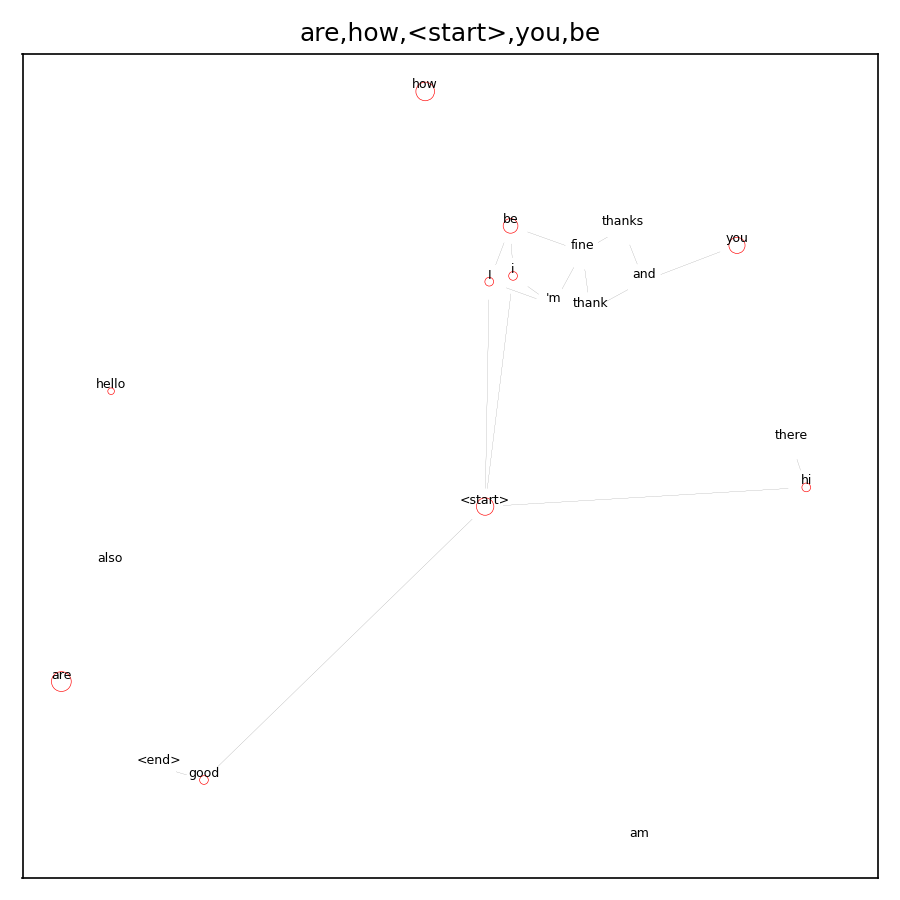 are,how,<start>,you,be
how
be
thanks
you
fine
I
i
and
'm
thank
hello
there
hi
<start>
also
are
<end>
good
am